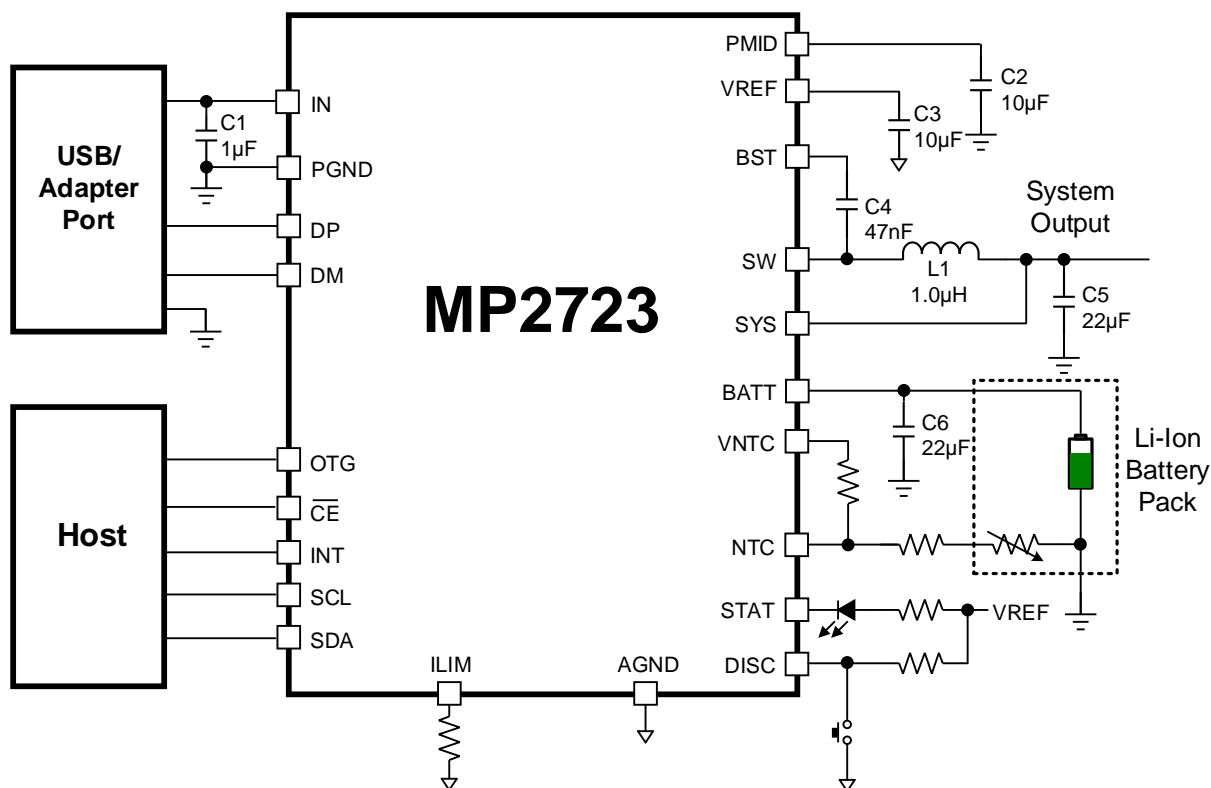 USB/
Adapter
Port
C1
1µF
IN
PGND
DP
DM
MP2723
PMID
VREF
BST
SW
SYS
BATT
VNTC
NTC
STAT
DISC
C2
10µF
C3
10µF
C4
47nF
L1
1.0µH
System
Output
C5
22µF
C6
22µF
Li-Ion
Battery
Pack
VREF
Host
OTG
CE
INT
SCL
SDA
ILIM
AGND